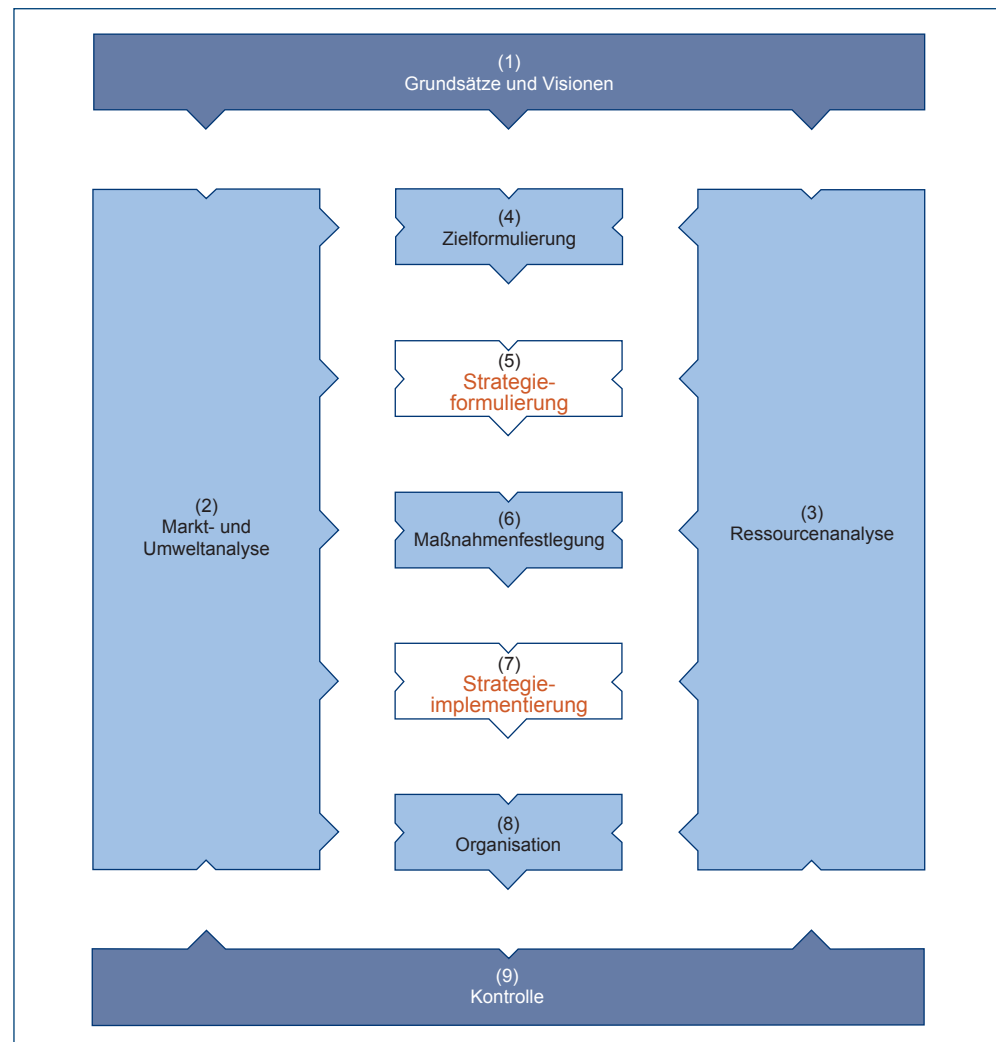 (1)
Grundsätze und Visionen
(2)
Markt- und
Umweltanalyse
(3)
Ressourcenanalyse
(4)
Zielformulierung
(5)
Strategie-
formulierung
(6)
Maßnahmenfestlegung
(7)
Strategie-
implementierung
(8)
Organisation
(9)
Kontrolle